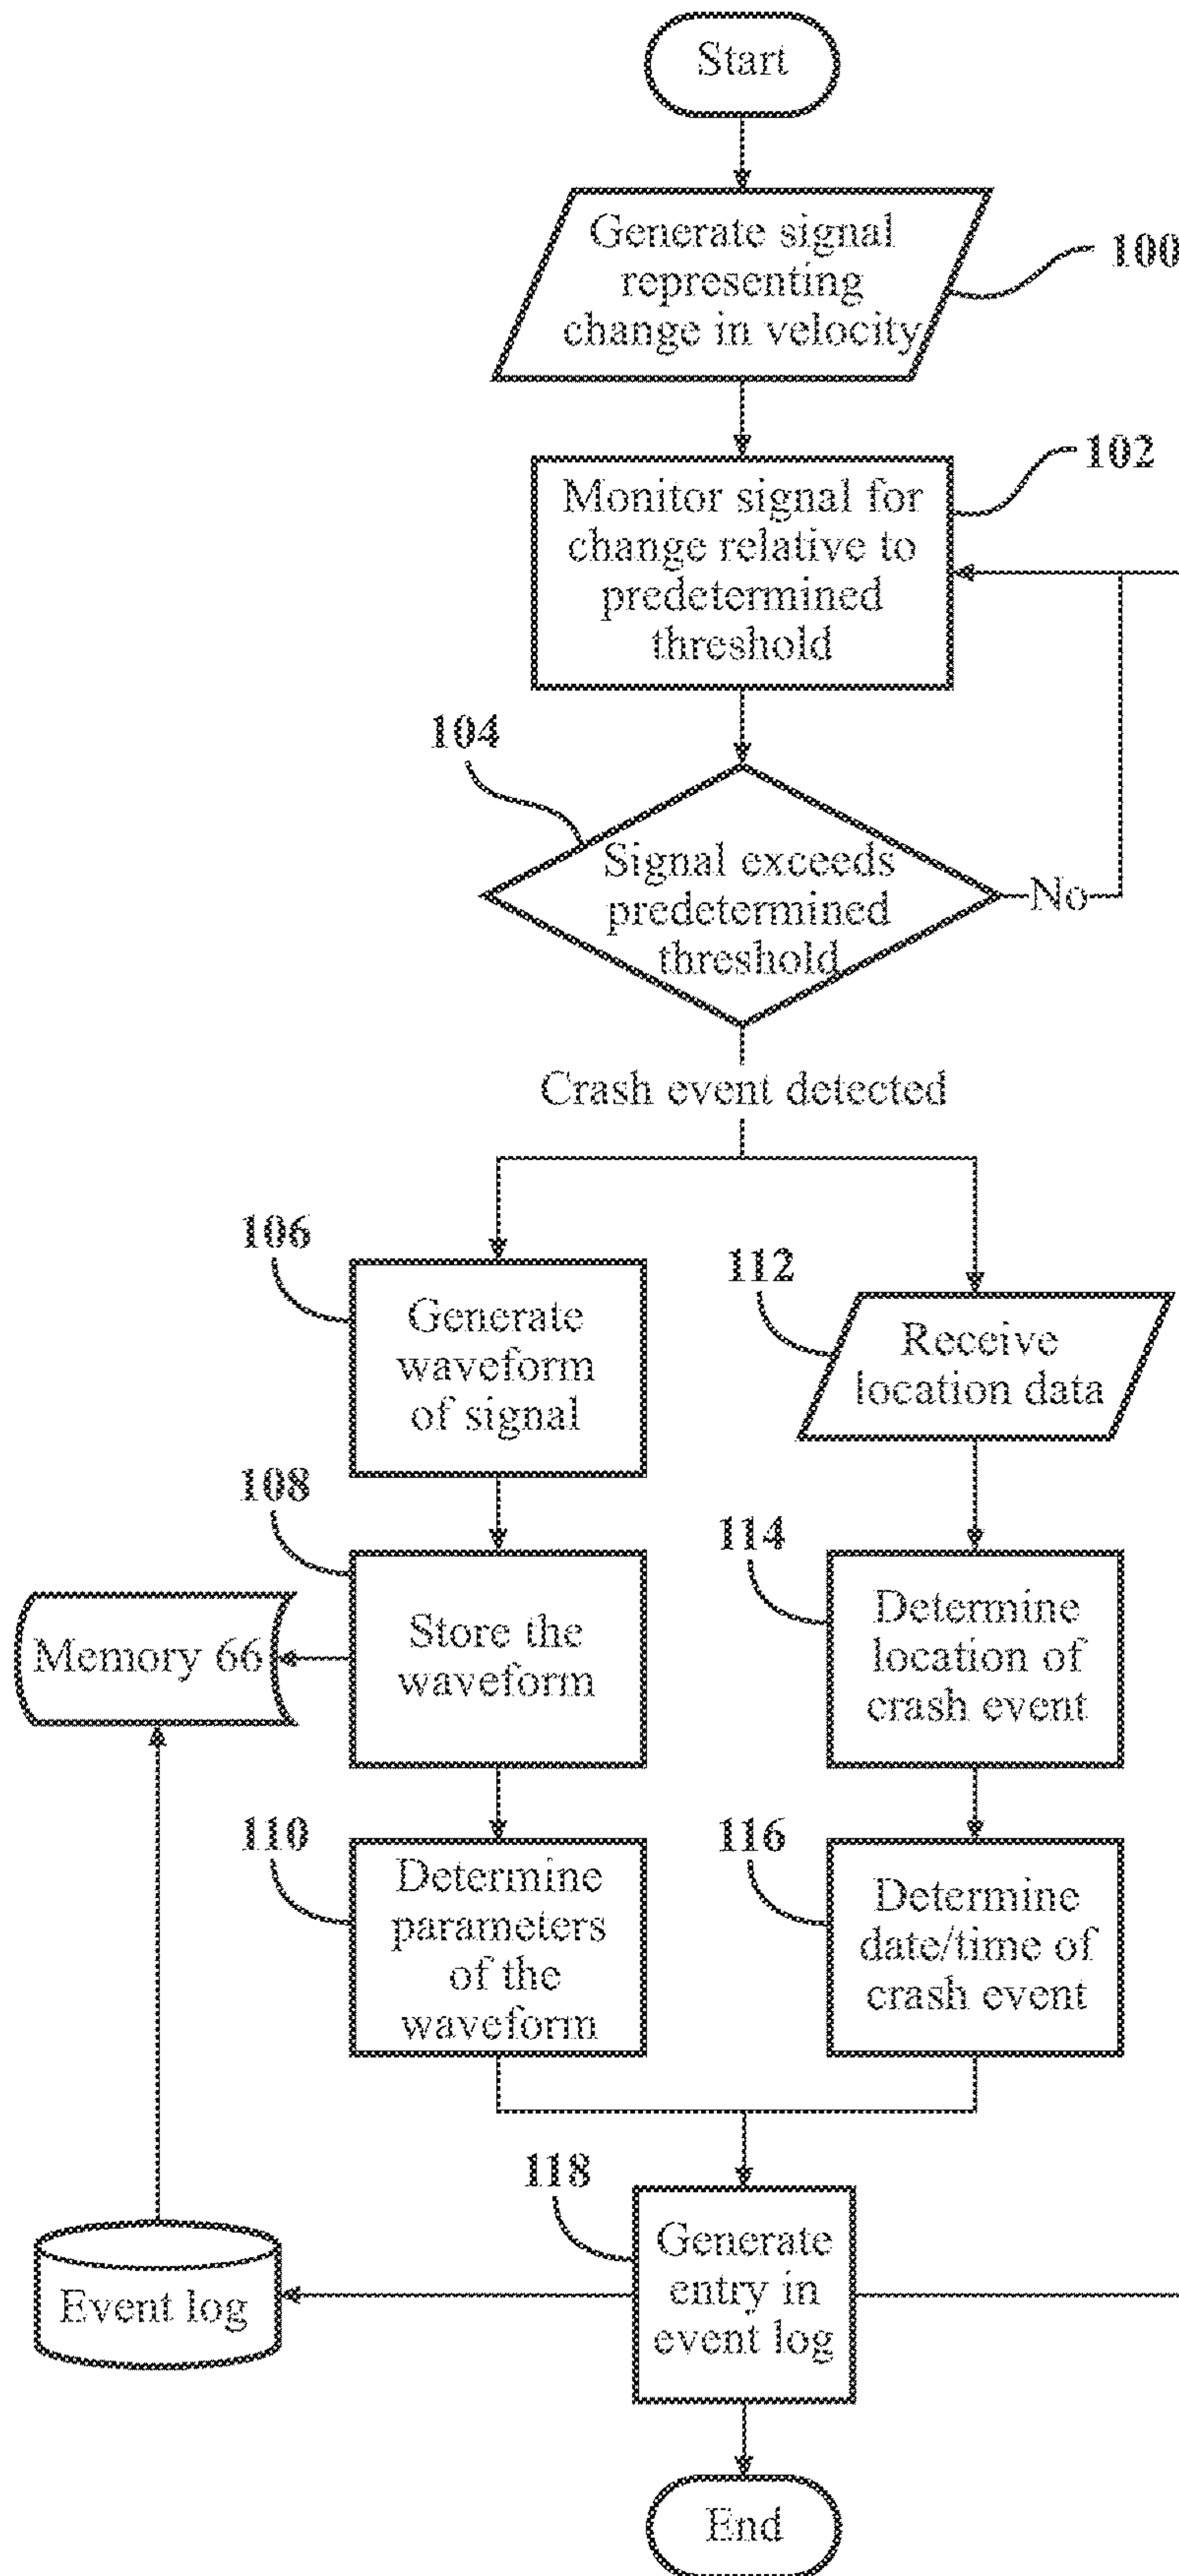 Start
Generate signal
representing
change in velocity
100
Monitor signal for
change relative to
predetermined
threshold
102
104
Signal exceeds
predetermined
threshold
No
Crash event detected
106
Generate
waveform
of signal
112
Receive
location data
108
Store the
waveform
Memory 66
114
Determine
location of
crash event
110
Determine
parameters
of the
waveform
116
Determine
date/time of
crash event
118
Generate
entry in
event log
Event log
End